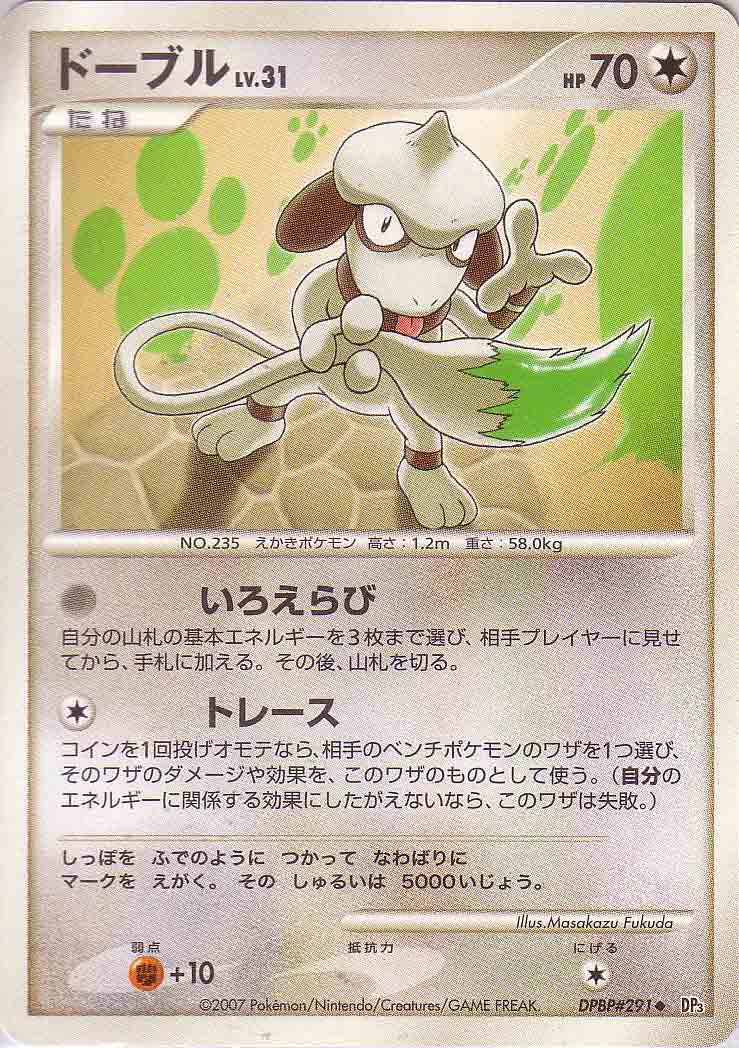 ドーブル LV.31 HP 70
たね
NO.235 えかきポケモン 高さ：1.2m 重さ：58.0kg
いろえらび
自分の山札の基本エネルギーを3枚まで選び、相手プレイヤーに見せ
てから、手札に加える。その後、山札を切る。
トレース
コインを1回投げオモテなら、相手のベンチポケモンのワザを1つ選び、
そのワザのダメージや効果を、このワザのものとして使う。（自分の
エネルギーに関係する効果にしたがえないなら、このワザは失敗。）
しっぽを ふでのように つかって なわばりに
マークを えがく。 その しゅるいは 5000いじょう。
Illus.Masakazu Fukuda
弱点 抵抗力 にげる
+10
©2007 Pokémon/Nintendo/Creatures/GAME FREAK. DPBP#291◆ DP3